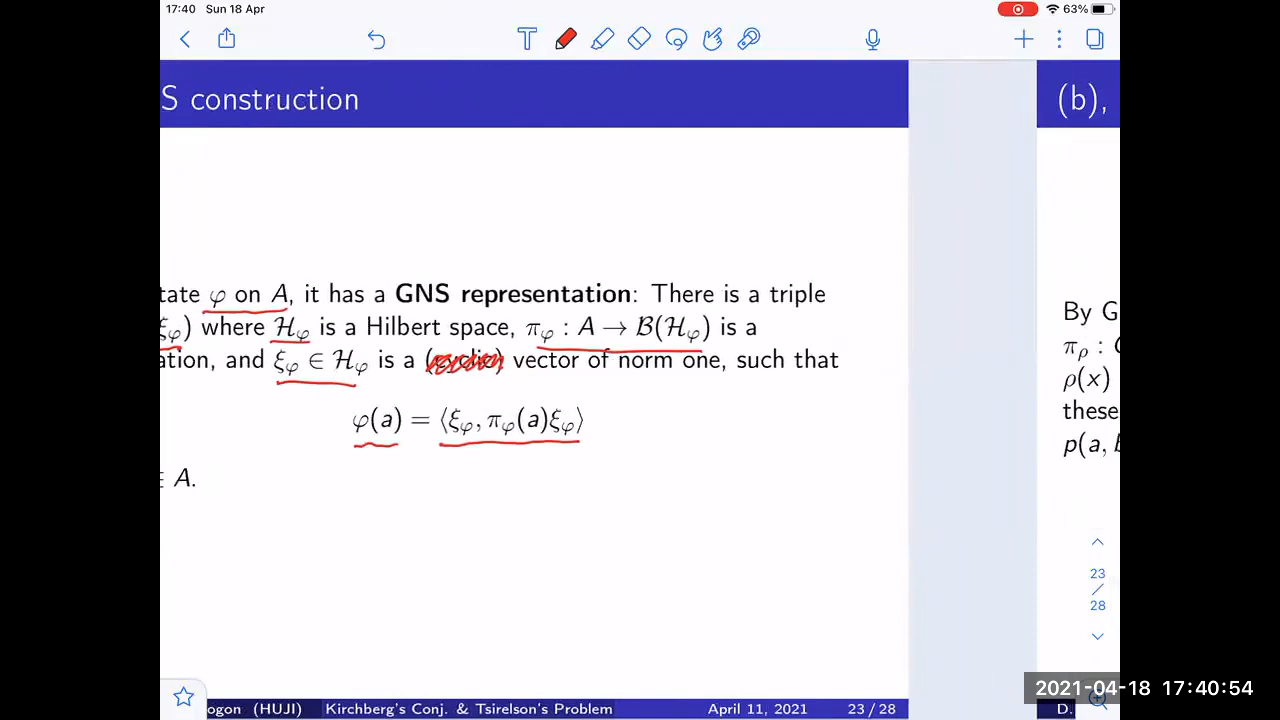 17:40 Sun 18 Apr
63%
S construction
(b),
tate φ on A, it has a GNS representation: There is a triple
ξφ) where ℋφ is a Hilbert space, πφ : A → ℬ(ℋφ) is a
ation, and ξφ ∈ ℋφ is a (cyclic) vector of norm one, such that
φ(a) = ⟨ξφ, πφ(a)ξφ⟩
∈ A.
By G
πρ : C
ρ(x)
these
p(a, b
23
/
28
ogon (HUJI) Kirchberg's Conj. & Tsirelson's Problem April 11, 2021 23 / 28
D.
2021-04-18 17:40:54